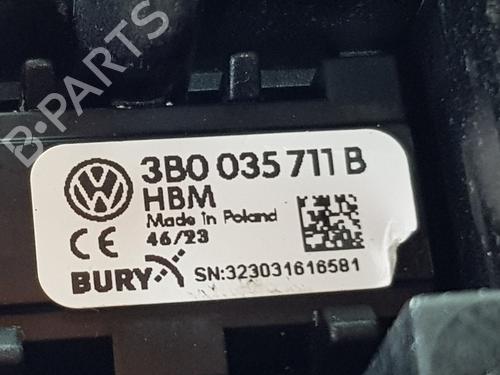 B-PARTS
3B0 035 711 B
HBM
Made in Poland
46/23
CE
BURY
SN:323031616581